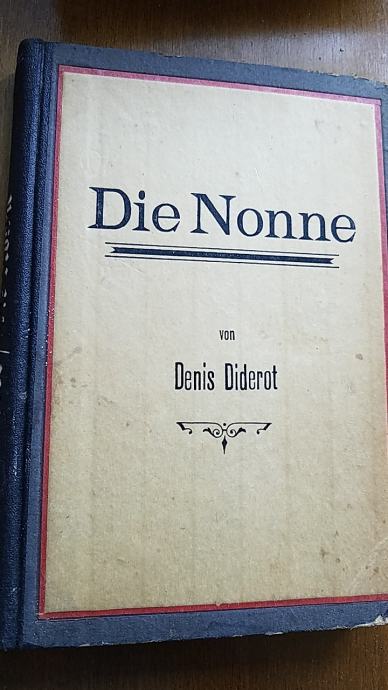 Die Nonne
von
Denis Diderot